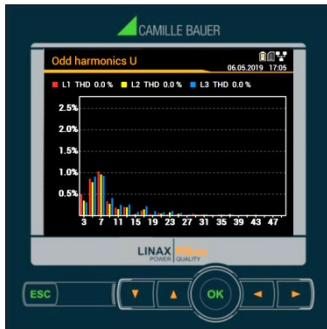 CAMILLE BAUER
Odd harmonics U
06.05.2019 17:05
L1 THD 0.0 % L2 THD 0.0 % L3 THD 0.0 %
2.5%
2.0%
1.5%
1.0%
0.5%
3 7 11 15 19 23 27 31 35 39 43 47
LINAX
POWER QUALITY
ESC
OK